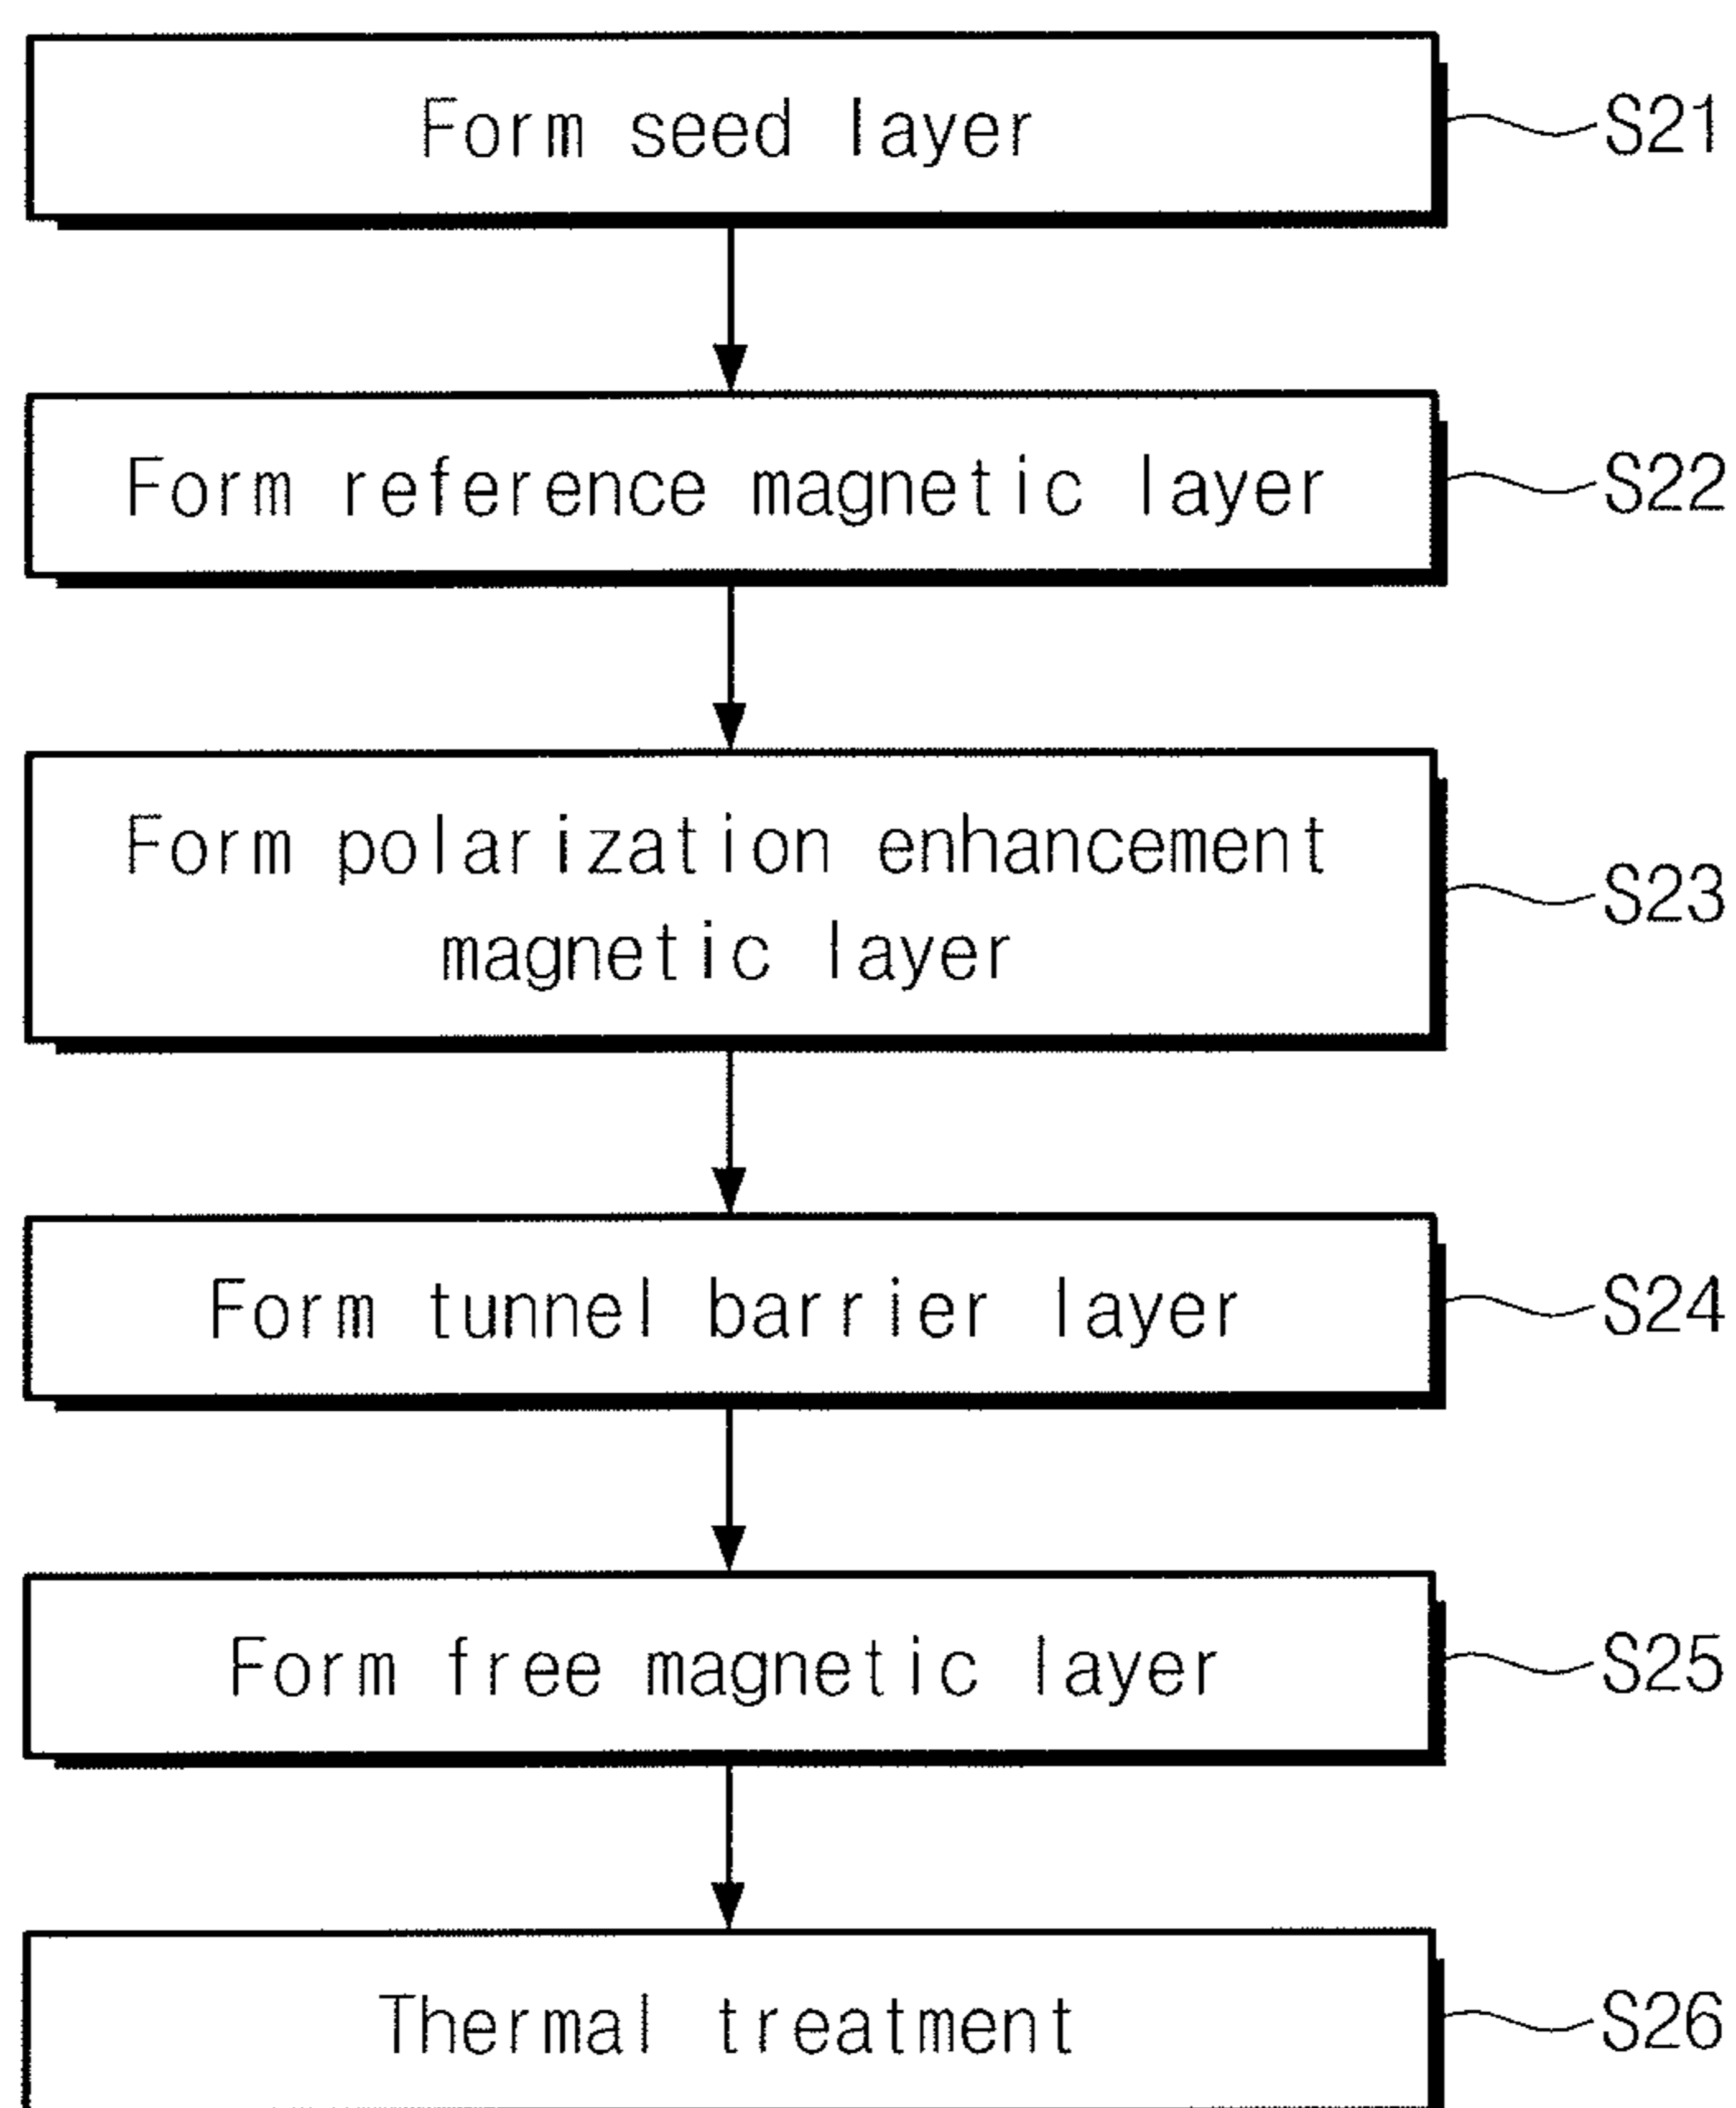 Form seed layer
S21
Form reference magnetic layer
S22
Form polarization enhancement
magnetic layer
S23
Form tunnel barrier layer
S24
Form free magnetic layer
S25
Thermal treatment
S26